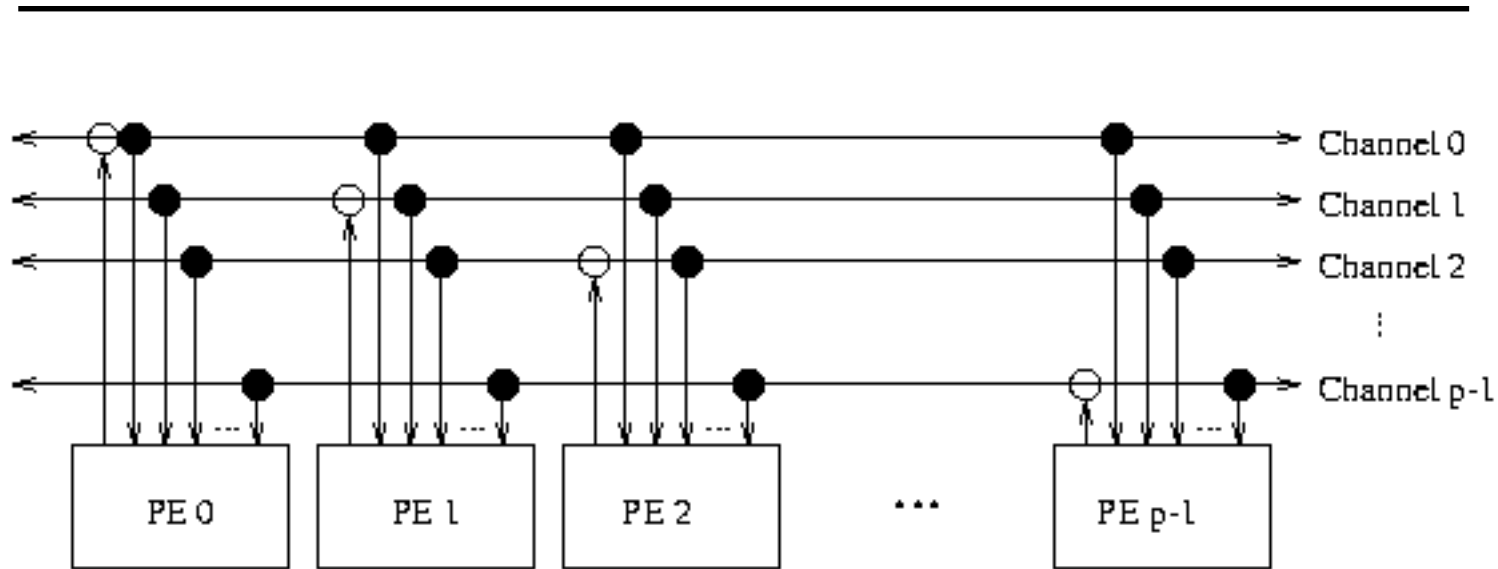 Channel 0
Channel 1
Channel 2
Channel p-1
PE 0
PE 1
PE 2
...
PE p-1